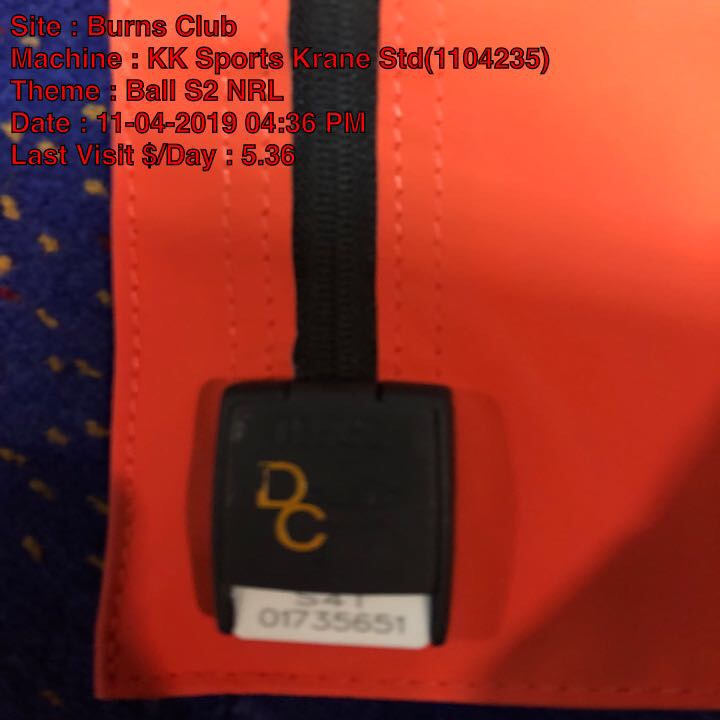 Site : Burns Club
Machine : KK Sports Krane Std(1104235)
Theme : Ball S2 NRL
Date : 11-04-2019 04:36 PM
Last Visit $/Day : 5.36
DC
S41
01735651